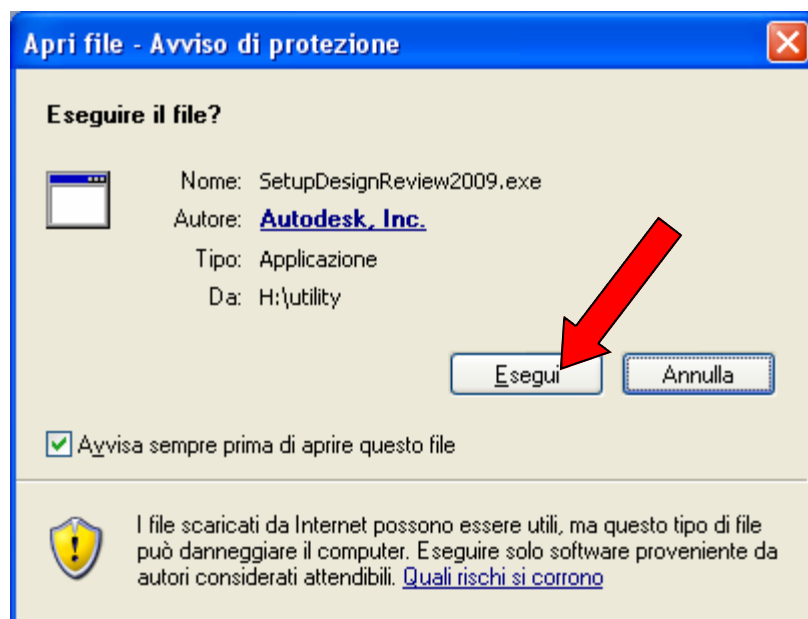 Apri file - Avviso di protezione
Eseguire il file?
Nome: SetupDesignReview2009.exe
Autore: Autodesk, Inc.
Tipo: Applicazione
Da: H:\utility
Esegui Annulla
Avvisa sempre prima di aprire questo file
I file scaricati da Internet possono essere utili, ma questo tipo di file
può danneggiare il computer. Eseguire solo software proveniente da
autori considerati attendibili. Quali rischi si corrono